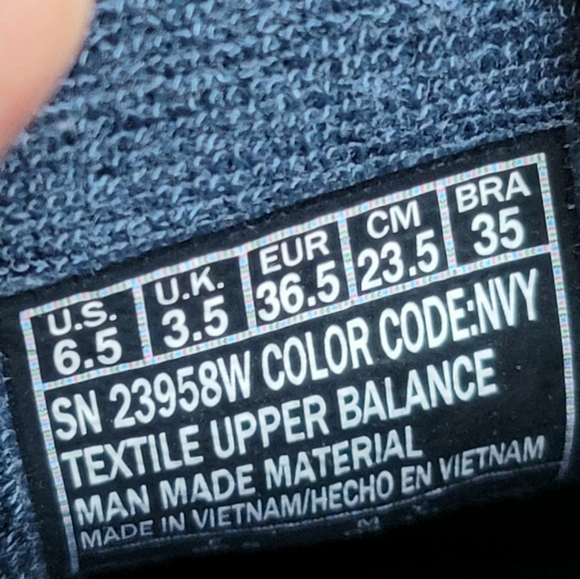 U.S. U.K. EUR CM BRA
6.5 3.5 36.5 23.5 35
SN 23958W COLOR CODE:NVY
TEXTILE UPPER BALANCE
MAN MADE MATERIAL
MADE IN VIETNAM/HECHO EN VIETNAM